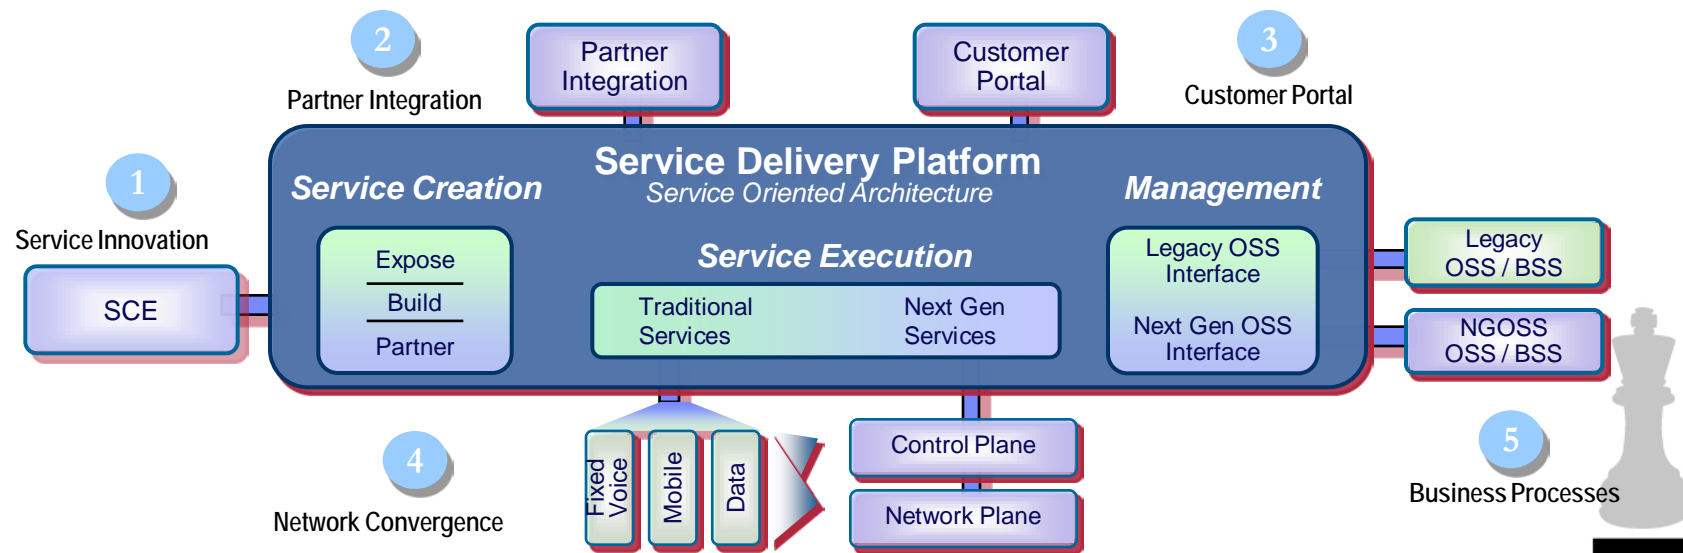 2
Partner Integration
Partner
Integration
Customer
Portal
3
Customer Portal
1
Service Innovation
SCE
Service Delivery Platform
Service Oriented Architecture
Service Creation
Expose
Build
Partner
Service Execution
Traditional
Services
Next Gen
Services
Management
Legacy OSS
Interface
Next Gen OSS
Interface
Legacy
OSS / BSS
NGOSS
OSS / BSS
4
Network Convergence
Fixed
Voice
Mobile
Data
Control Plane
Network Plane
5
Business Processes